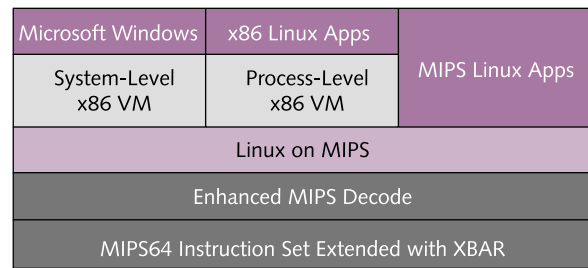 Microsoft Windows
x86 Linux Apps
MIPS Linux Apps
System-Level
x86 VM
Process-Level
x86 VM
Linux on MIPS
Enhanced MIPS Decode
MIPS64 Instruction Set Extended with XBAR